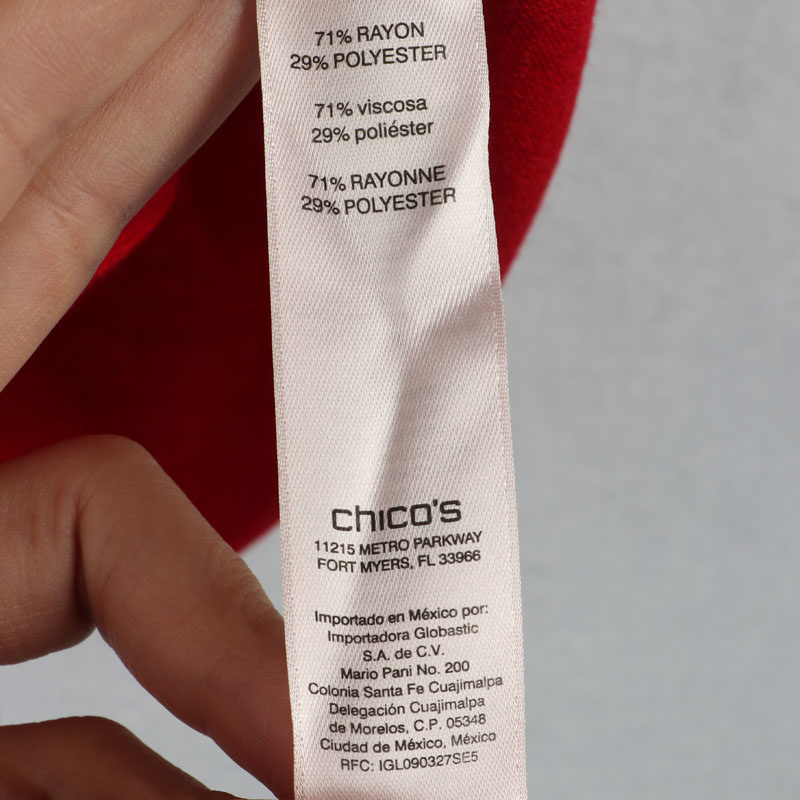 71% RAYON
29% POLYESTER
71% viscosa
29% poliéster
71% RAYONNE
29% POLYESTER
chico's
11215 METRO PARKWAY
FORT MYERS, FL 33966
Importado en México por:
Importadora Globastic
S.A. de C.V.
Mario Pani No. 200
Colonia Santa Fe Cuajimalpa
Delegación Cuajimalpa
de Morelos, C.P. 05348
Ciudad de México, México
RFC: IGL090327SE5